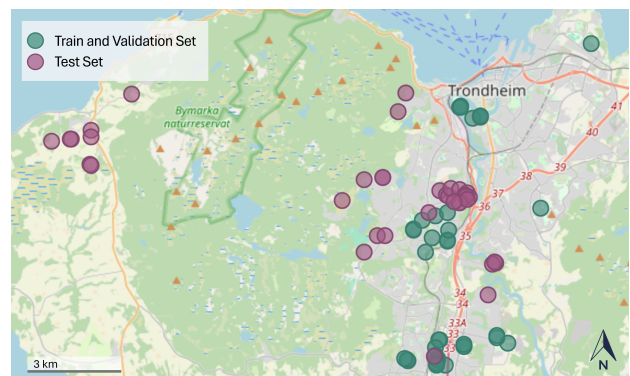 Train and Validation Set
Test Set
Trondheim
Bymarka
naturreservat
41
40
39
38
37
36
35
34
34
33A
33
33
3 km
N